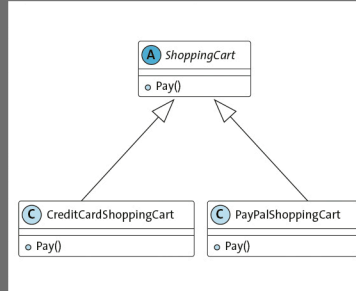 A ShoppingCart
Pay()
C CreditCardShoppingCart
Pay()
C PayPalShoppingCart
Pay()